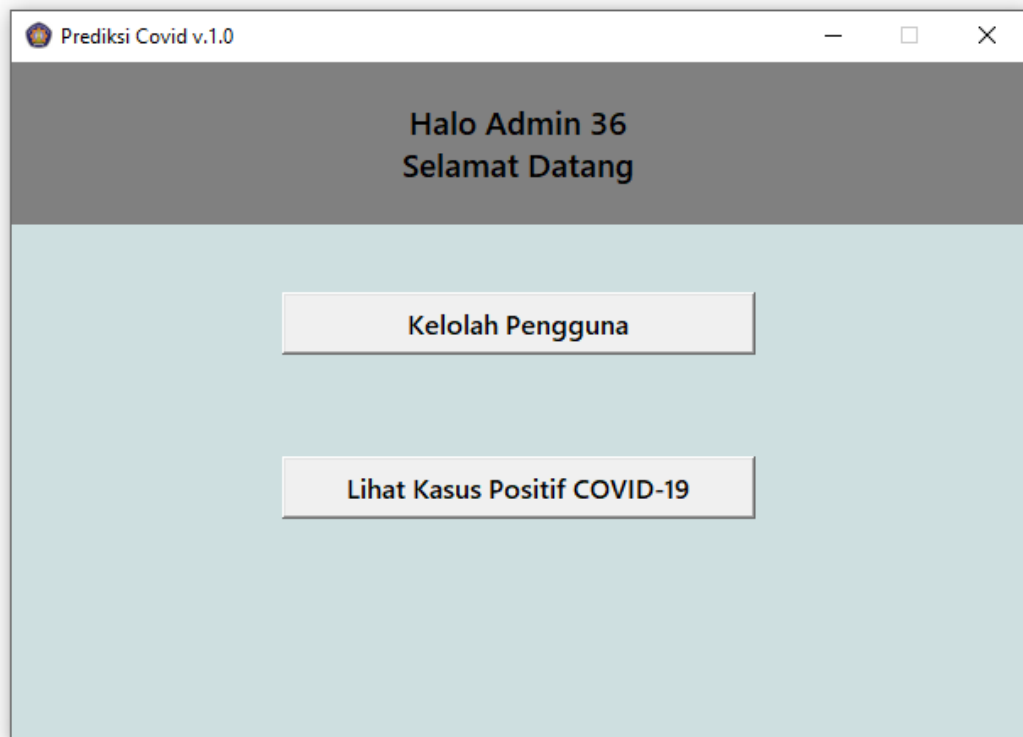 Prediksi Covid v.1.0
Halo Admin 36
Selamat Datang
Kelolah Pengguna
Lihat Kasus Positif COVID-19